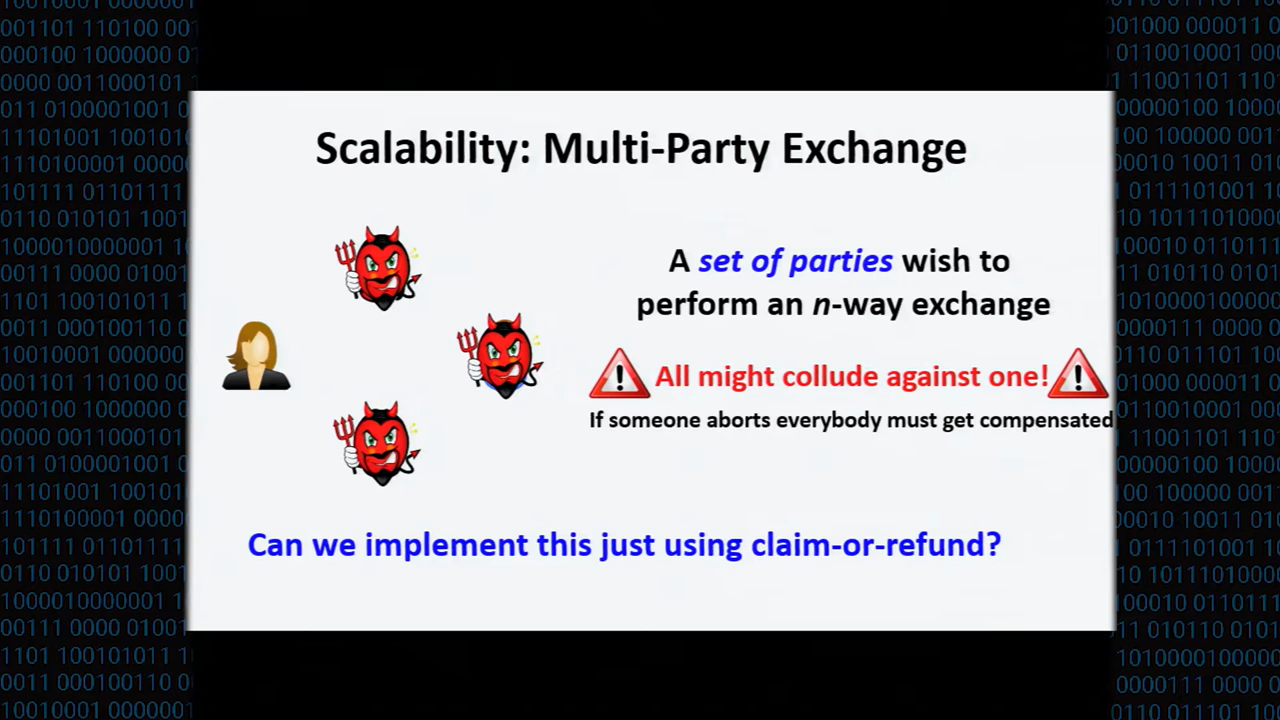 Scalability: Multi-Party Exchange
A set of parties wish to
perform an n-way exchange
All might collude against one!
If someone aborts everybody must get compensated
Can we implement this just using claim-or-refund?